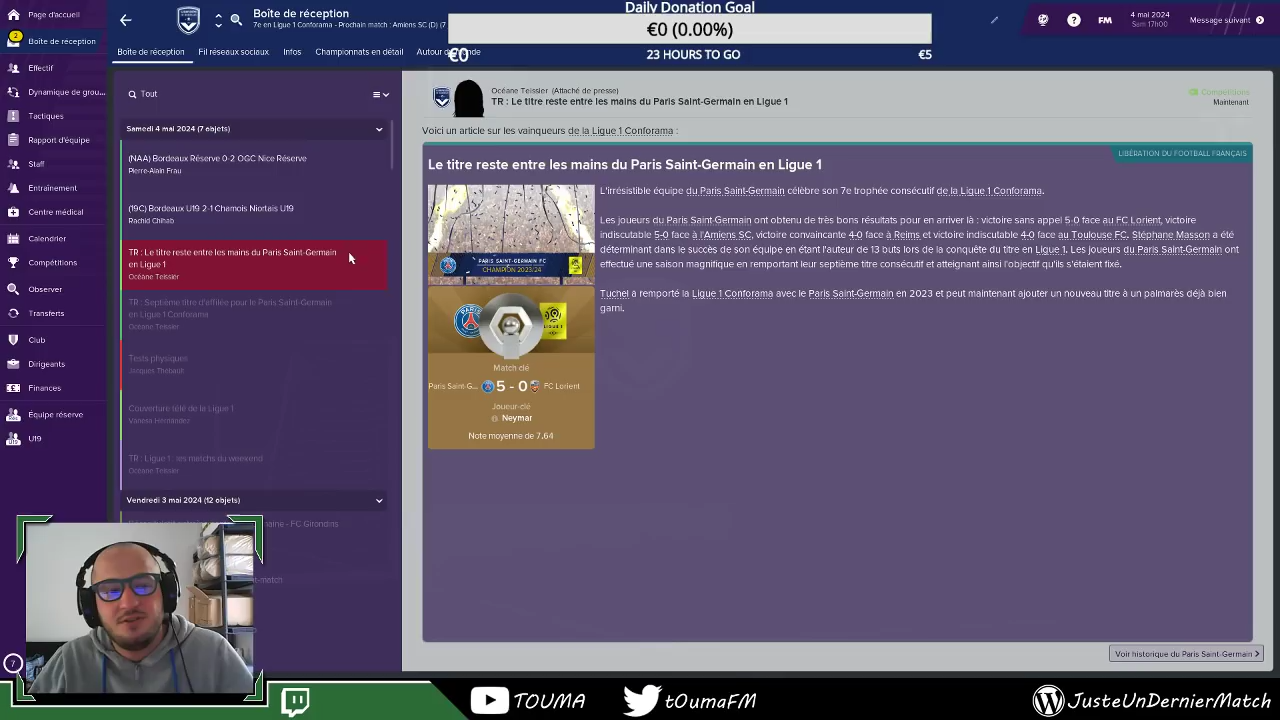 Daily Donation Goal
€0 (0.00%)
€0
23 HOURS TO GO
€5
Boîte de réception
7e en Ligue 1 Conforama - Prochain match : Amiens SC (D) (7
FM
4 mai 2024
Sam 17h00
Message suivant
Boîte de réception
Fil réseaux sociaux
Infos
Championnats en détail
Autour d
nde
Page d'accueil
2
Boîte de réception
Effectif
Dynamique de grou...
Tactiques
Rapport d'équipe
Staff
Entraînement
Centre médical
Calendrier
Compétitions
Observer
Transferts
Club
Dirigeants
Finances
Équipe réserve
U19
7
Tout
Samedi 4 mai 2024 (7 objets)
(NAA) Bordeaux Réserve 0-2 OGC Nice Réserve
Pierre-Alain Frau
(19C) Bordeaux U19 2-1 Chamois Niortais U19
Rachid Chihab
TR : Le titre reste entre les mains du Paris Saint-Germain
en Ligue 1
Océane Teissier
TR : Septième titre d'affilée pour le Paris Saint-Germain
en Ligue 1 Conforama
Océane Teissier
Tests physiques
Jacques Thébault
Couverture télé de la Ligue 1
Vanesa Hernandez
TR : Ligue 1 : les matchs du weekend
Océane Teissier
Vendredi 3 mai 2024 (12 objets)
maine - FC Girondins
t-match
Océane Teissier (Attaché de presse)
TR : Le titre reste entre les mains du Paris Saint-Germain en Ligue 1
Compétitions
Maintenant
Voici un article sur les vainqueurs de la Ligue 1 Conforama :
LIBÉRATION DU FOOTBALL FRANÇAIS
Le titre reste entre les mains du Paris Saint-Germain en Ligue 1
PARIS SAINT-GERMAIN FC
CHAMPION 2023/24
Match clé
Paris Saint-G... 5 - 0 FC Lorient
Joueur-clé
Neymar
Note moyenne de 7.64
L'irrésistible équipe du Paris Saint-Germain célèbre son 7e trophée consécutif de la Ligue 1 Conforama.
Les joueurs du Paris Saint-Germain ont obtenu de très bons résultats pour en arriver là : victoire sans appel 5-0 face au FC Lorient, victoire
indiscutable 5-0 face à l'Amiens SC, victoire convaincante 4-0 face à Reims et victoire indiscutable 4-0 face au Toulouse FC. Stéphane Masson a été
déterminant dans le succès de son équipe en étant l'auteur de 13 buts lors de la conquête du titre en Ligue 1. Les joueurs du Paris Saint-Germain ont
effectué une saison magnifique en remportant leur septième titre consécutif et atteignant ainsi l'objectif qu'ils s'étaient fixé.
Tuchel a remporté la Ligue 1 Conforama avec le Paris Saint-Germain en 2023 et peut maintenant ajouter un nouveau titre à un palmarès déjà bien
garni.
Voir historique du Paris Saint-Germain
TOUMA
tOumaFM
JusteUnDernierMatch